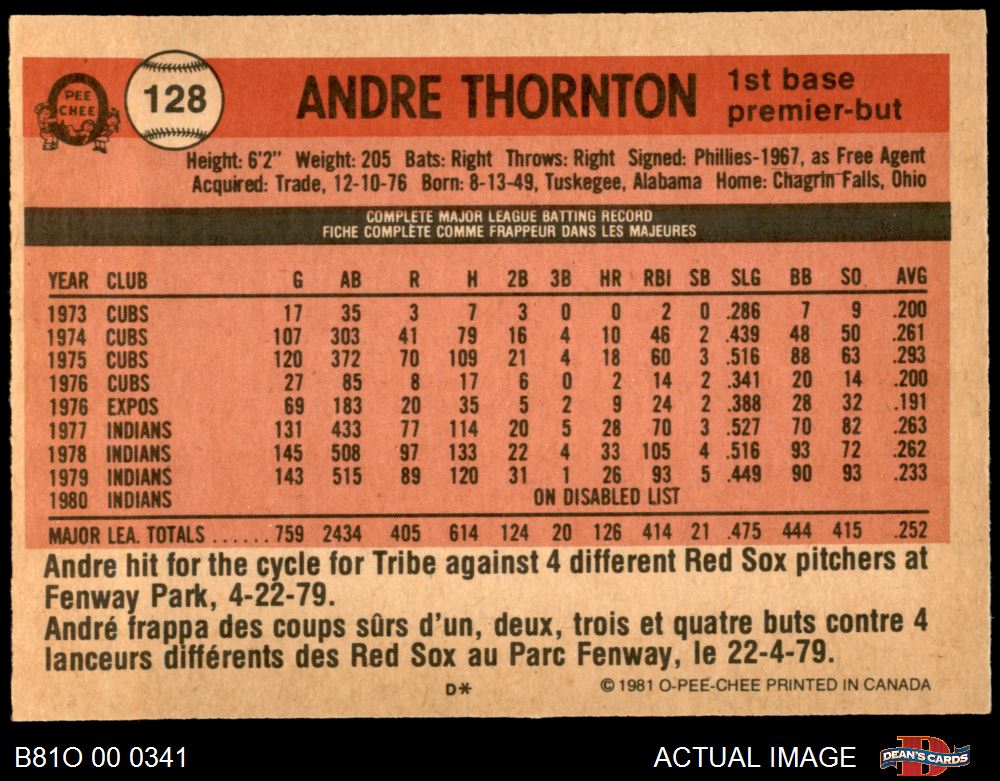 PEE
CHEE
128
ANDRE THORNTON
1st base
premier-but
Height: 6'2" Weight: 205 Bats: Right Throws: Right Signed: Phillies-1967, as Free Agent
Acquired: Trade, 12-10-76 Born: 8-13-49, Tuskegee, Alabama Home: Chagrin Falls, Ohio
COMPLETE MAJOR LEAGUE BATTING RECORD
FICHE COMPLÈTE COMME FRAPPEUR DANS LES MAJEURES
YEAR CLUB G AB R H 2B 3B HR RBI SB SLG BB SO AVG
1973 CUBS 17 35 3 7 3 0 0 2 0 .286 7 9 .200
1974 CUBS 107 303 41 79 16 4 10 46 2 .439 48 50 .261
1975 CUBS 120 372 70 109 21 4 18 60 3 .516 88 63 .293
1976 CUBS 27 85 8 17 6 0 2 14 2 .341 20 14 .200
1976 EXPOS 69 183 20 35 5 2 9 24 2 .388 28 32 .191
1977 INDIANS 131 433 77 114 20 5 28 70 3 .527 70 82 .263
1978 INDIANS 145 508 97 133 22 4 33 105 4 .516 93 72 .262
1979 INDIANS 143 515 89 120 31 1 26 93 5 .449 90 93 .233
1980 INDIANS ON DISABLED LIST
MAJOR LEA. TOTALS ...... 759 2434 405 614 124 20 126 414 21 .475 444 415 .252
Andre hit for the cycle for Tribe against 4 different Red Sox pitchers at
Fenway Park, 4-22-79.
André frappa des coups sûrs d'un, deux, trois et quatre buts contre 4
lanceurs différents des Red Sox au Parc Fenway, le 22-4-79.
D*
© 1981 O-PEE-CHEE PRINTED IN CANADA
B81O 00 0341
ACTUAL IMAGE
DEAN'S CARDS